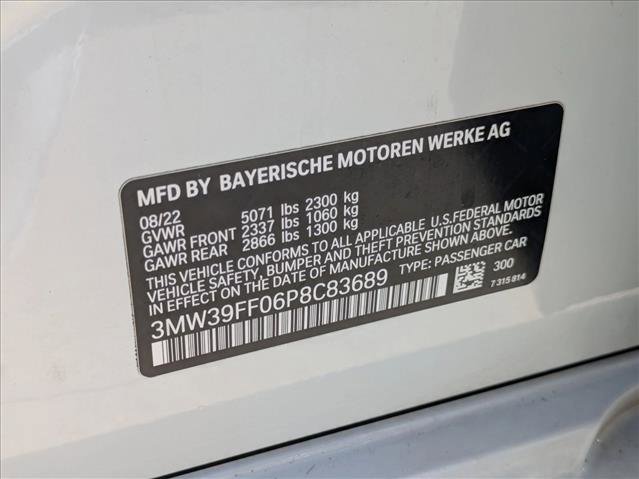 MFD BY BAYERISCHE MOTOREN WERKE AG
08/22
GVWR 5071 lbs 2300 kg
GAWR FRONT 2337 lbs 1060 kg
GAWR REAR 2866 lbs 1300 kg
THIS VEHICLE CONFORMS TO ALL APPLICABLE U.S.FEDERAL MOTOR
VEHICLE SAFETY, BUMPER AND THEFT PREVENTION STANDARDS
IN EFFECT ON THE DATE OF MANUFACTURE SHOWN ABOVE.
3MW39FF06P8C83689 TYPE: PASSENGER CAR
300
7 315 814